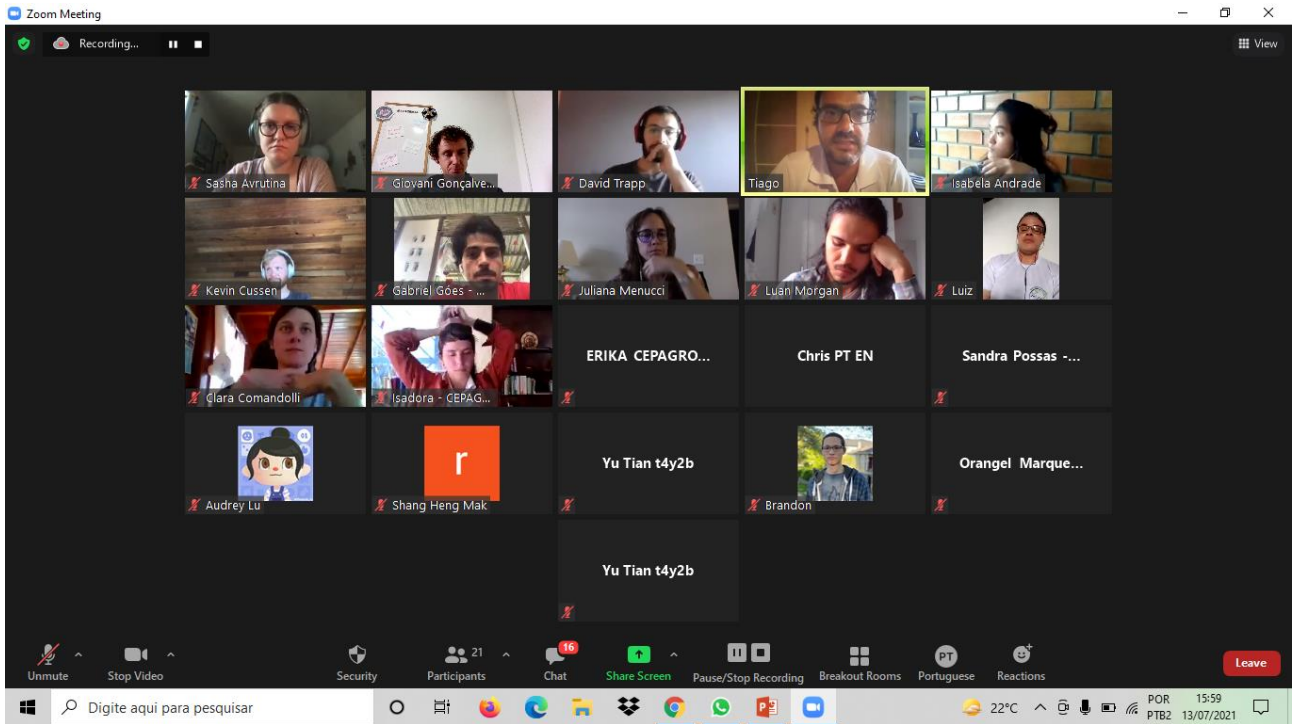 Zoom Meeting
Recording...
View
Sasha Avrutina
Giovani Gonçalve...
David Trapp
Tiago
Isabela Andrade
Kevin Cussen
Gabriel Góes - ...
Juliana Menucci
Luan Morgan
Luiz
Clara Comandolli
Isadora - CEPAG...
ERIKA CEPAGRO...
Chris PT EN
Sandra Possas -...
Audrey Lu
r
Shang Heng Mak
Yu Tian t4y2b
Brandon
Orangel Marque...
Yu Tian t4y2b
Unmute
Stop Video
Security
21
Participants
16
Chat
Share Screen
Pause/Stop Recording
Breakout Rooms
PT
Portuguese
Reactions
Leave
Digite aqui para pesquisar
22°C
POR
PTB2
15:59
13/07/2021